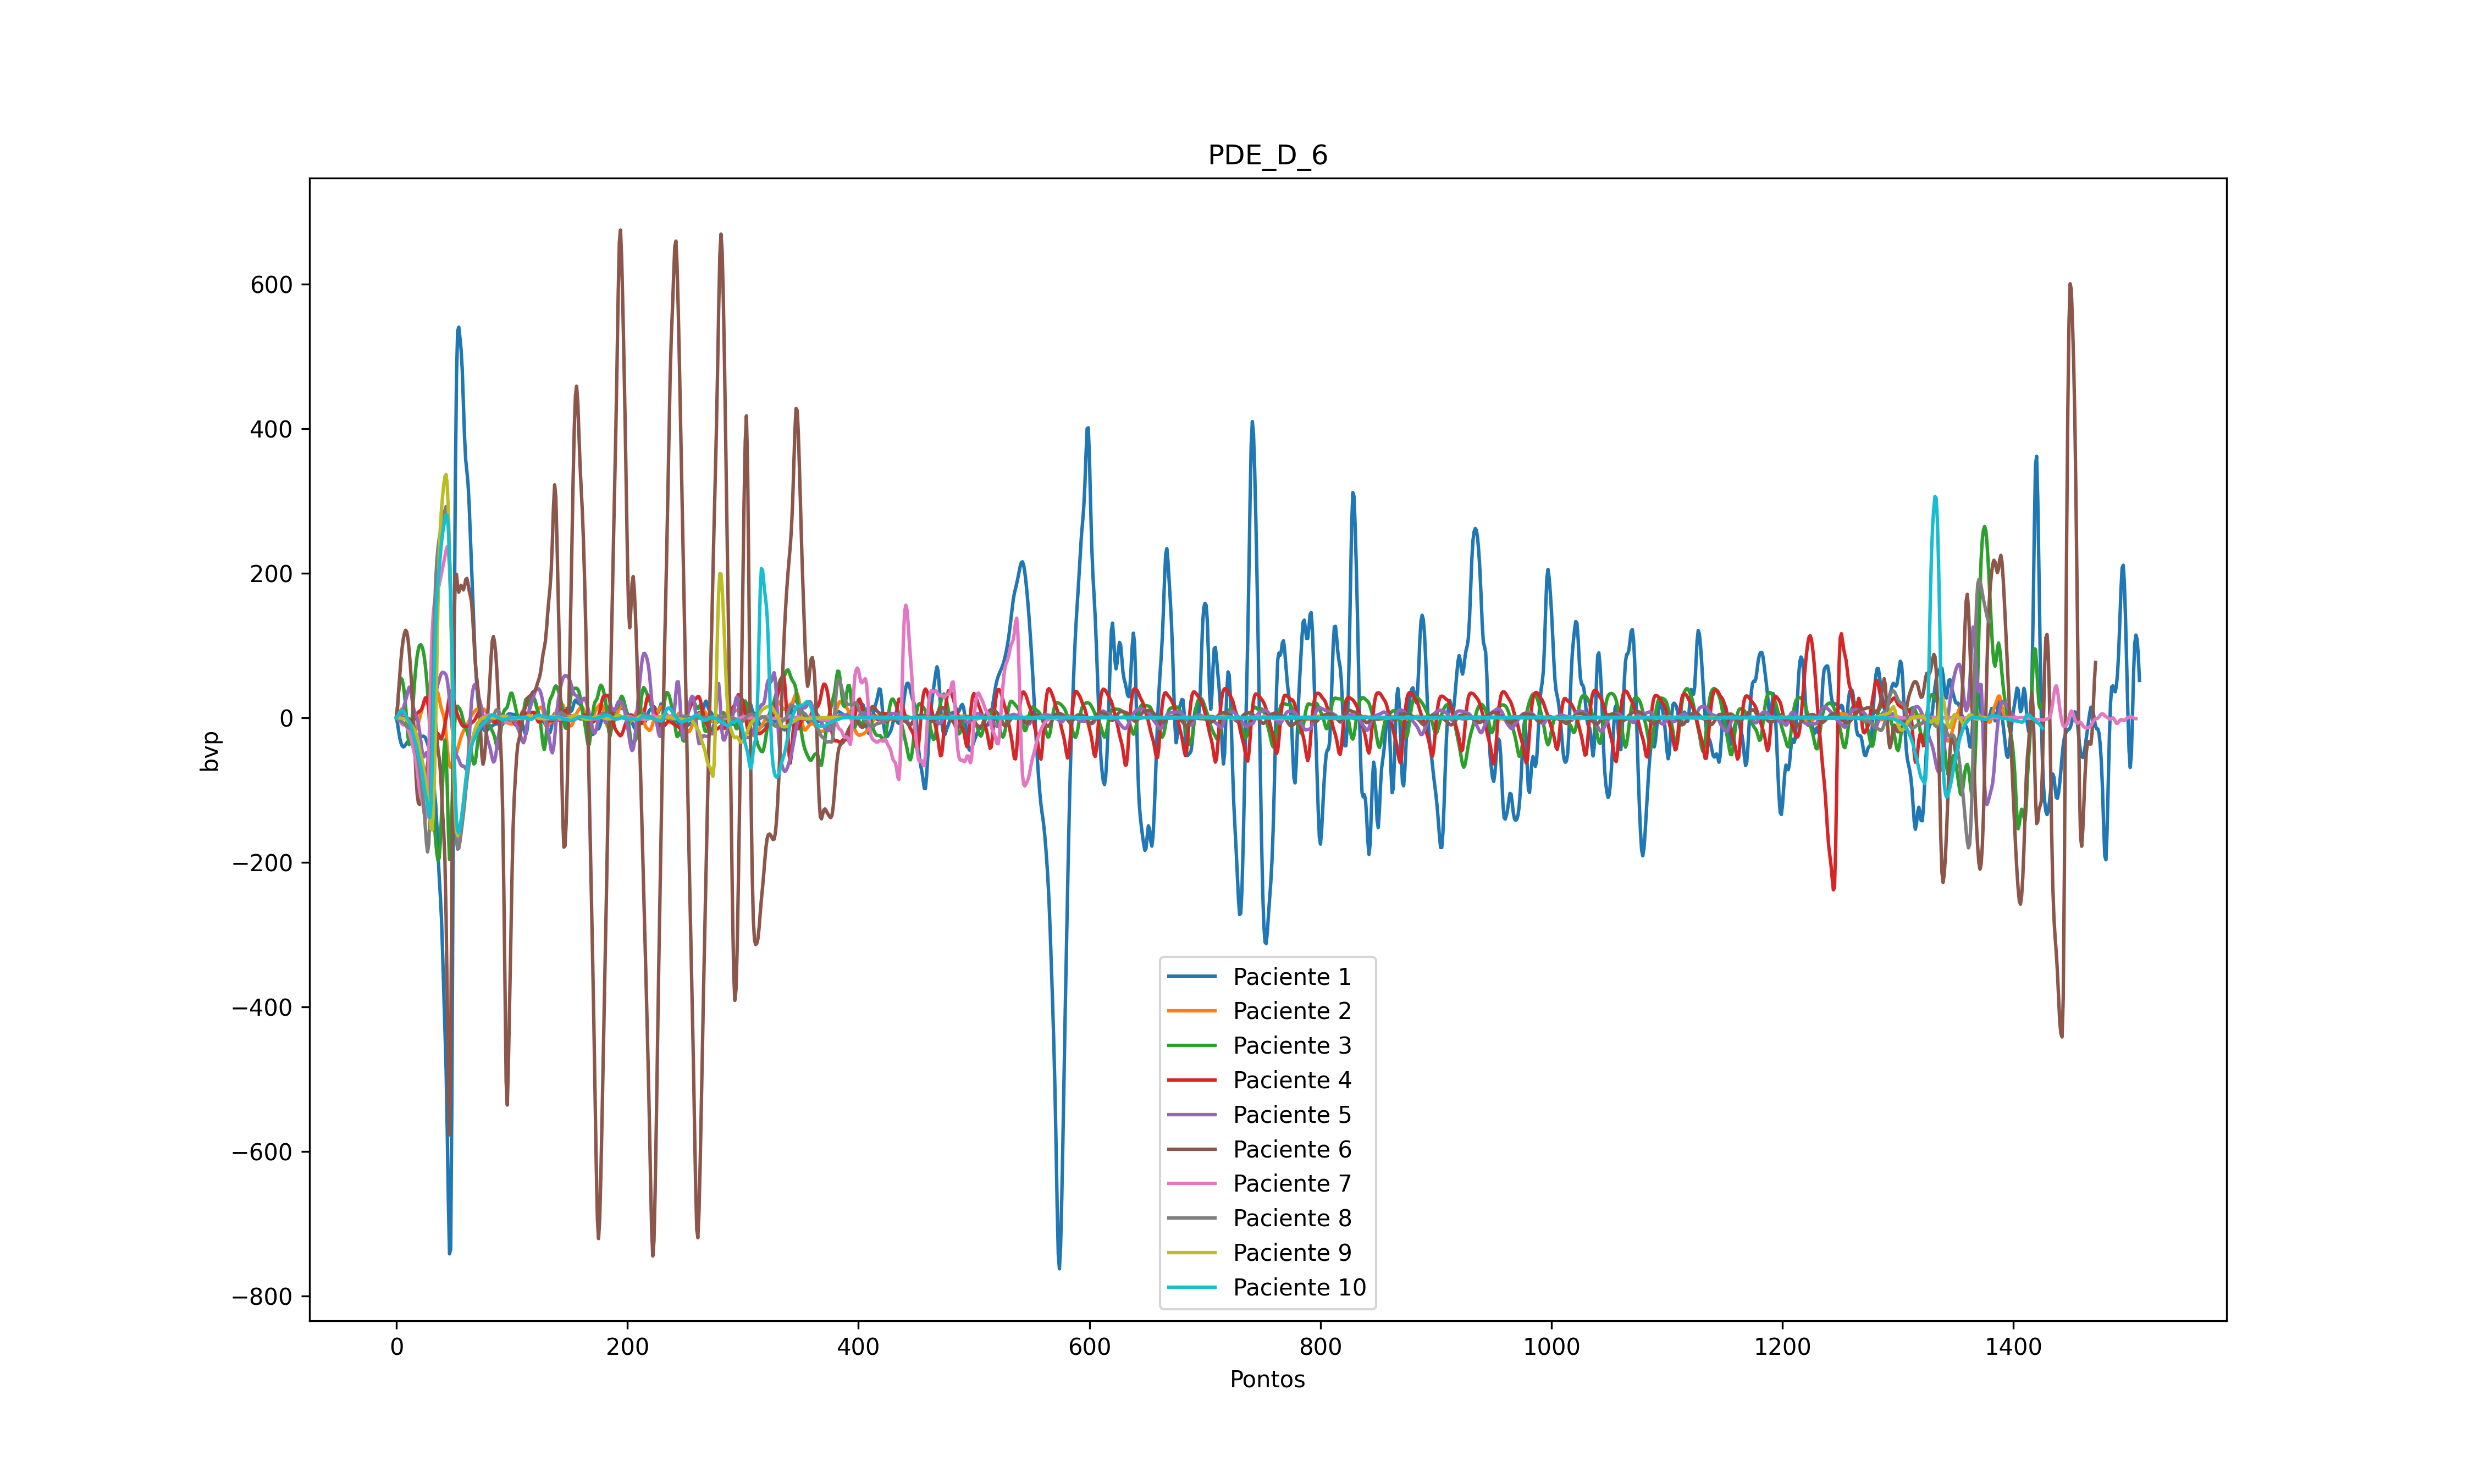 PDE_D_6
600
400
200
0
−200
−400
−600
−800
bvp
0 200 400 600 800 1000 1200 1400
Pontos
Paciente 1
Paciente 2
Paciente 3
Paciente 4
Paciente 5
Paciente 6
Paciente 7
Paciente 8
Paciente 9
Paciente 10